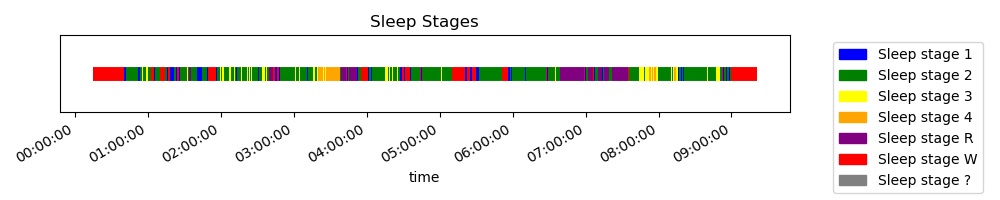 Sleep Stages
00:00:00 01:00:00 02:00:00 03:00:00 04:00:00 05:00:00 06:00:00 07:00:00 08:00:00 09:00:00
time
Sleep stage 1
Sleep stage 2
Sleep stage 3
Sleep stage 4
Sleep stage R
Sleep stage W
Sleep stage ?